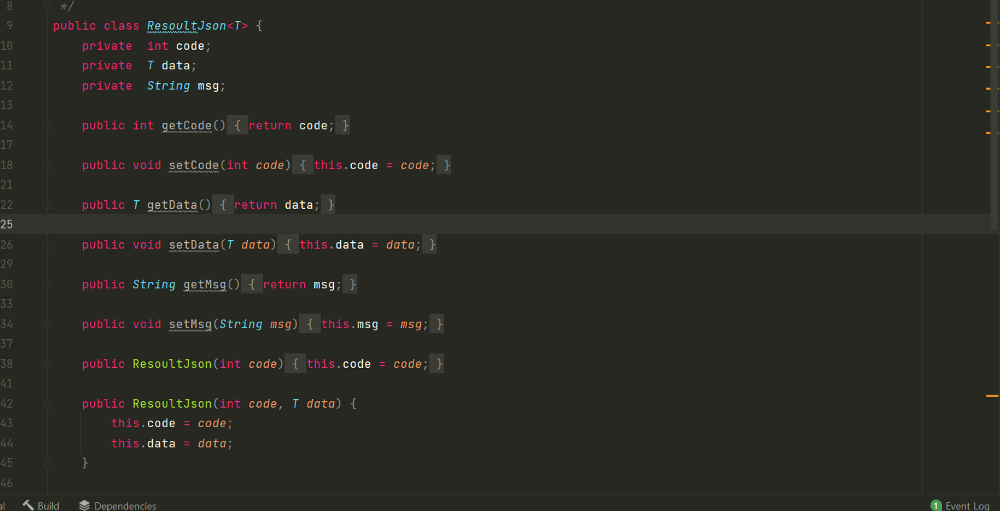 8 */
9 public class ResoultJson<T> {
10 private  int code;
11 private  T data;
12 private  String msg;
13
14 public int getCode() { return code; }
17
18 public void setCode(int code) { this.code = code; }
21
22 public T getData() { return data; }
25
26 public void setData(T data) { this.data = data; }
29
30 public String getMsg() { return msg; }
33
34 public void setMsg(String msg) { this.msg = msg; }
37
38 public ResoultJson(int code) { this.code = code; }
41
42 public ResoultJson(int code, T data) {
43 this.code = code;
44 this.data = data;
45 }
46
al Build Dependencies 1 Event Log